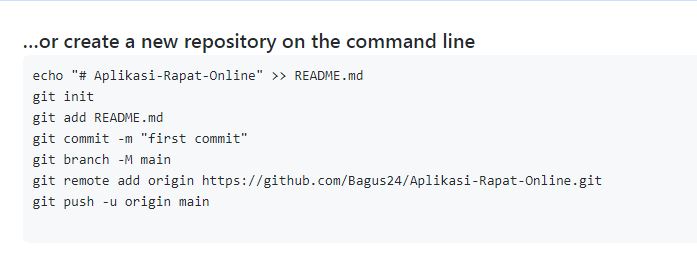 ...or create a new repository on the command line
echo "# Aplikasi-Rapat-Online" >> README.md
git init
git add README.md
git commit -m "first commit"
git branch -M main
git remote add origin https://github.com/Bagus24/Aplikasi-Rapat-Online.git
git push -u origin main